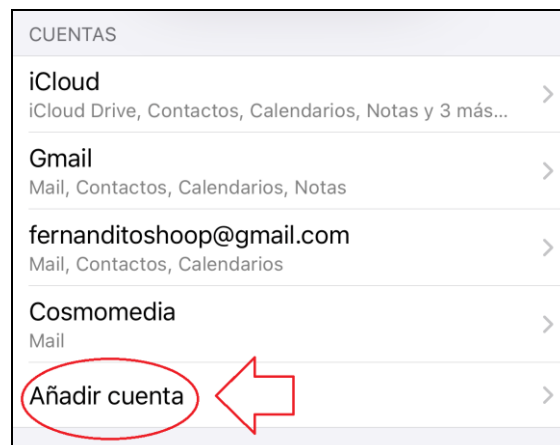 CUENTAS
iCloud
iCloud Drive, Contactos, Calendarios, Notas y 3 más...
Gmail
Mail, Contactos, Calendarios, Notas
fernanditoshoop@gmail.com
Mail, Contactos, Calendarios
Cosmomedia
Mail
Añadir cuenta